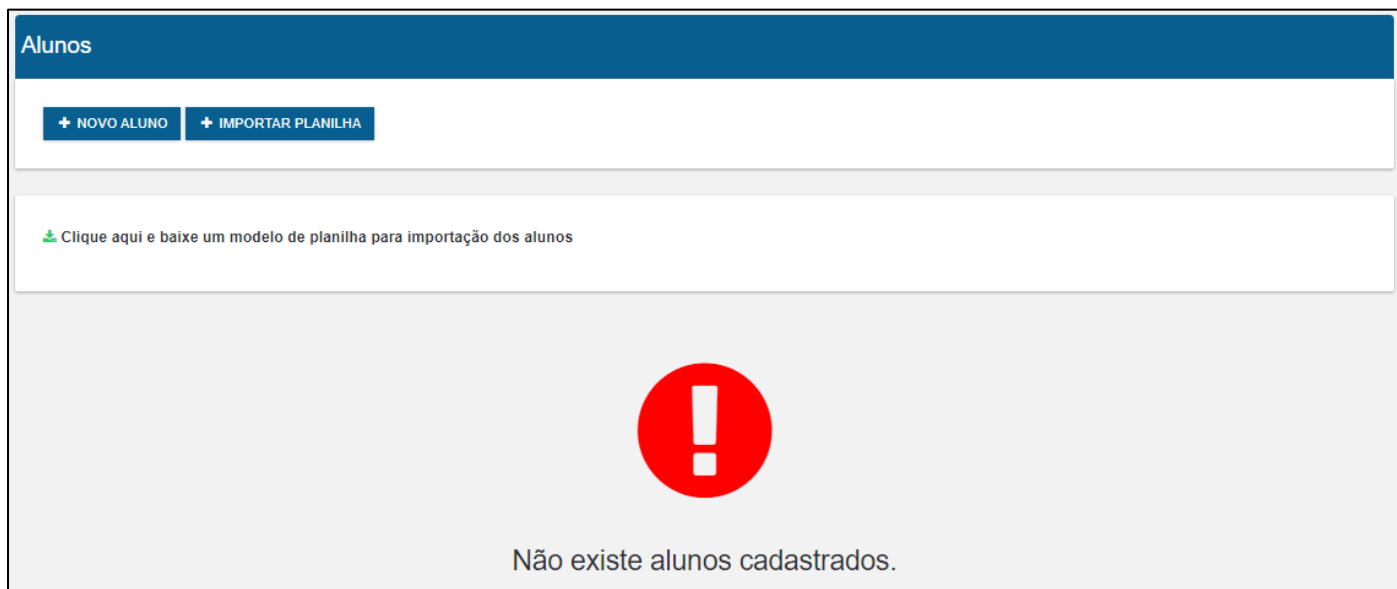 Alunos
+ NOVO ALUNO + IMPORTAR PLANILHA
Clique aqui e baixe um modelo de planilha para importação dos alunos
Não existe alunos cadastrados.